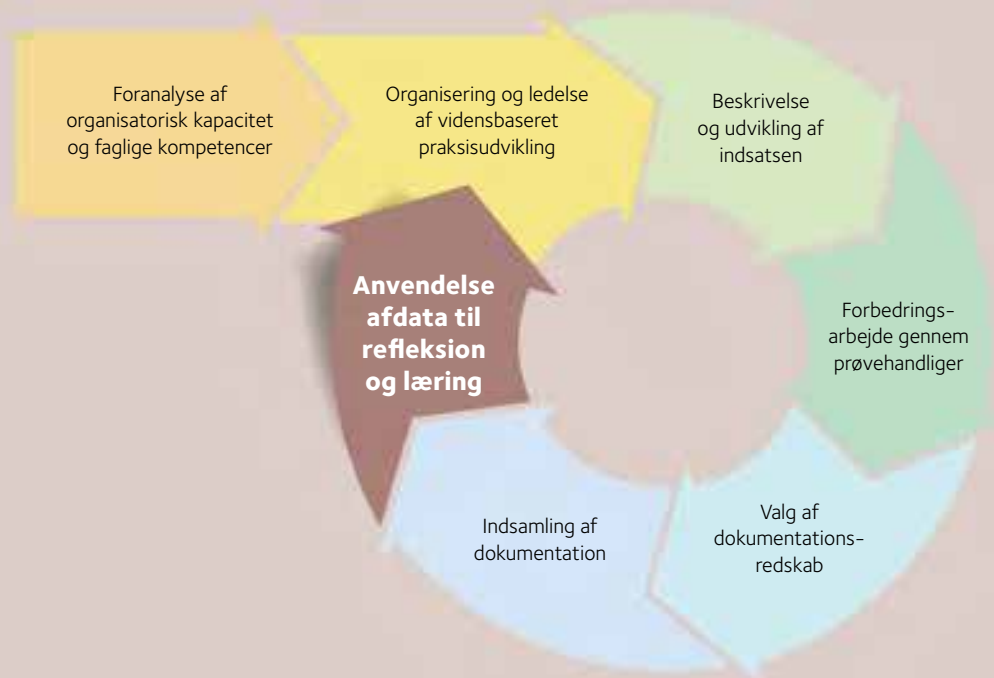 Foranalyse af
organisatorisk kapacitet
og faglige kompetencer
Organisering og ledelse
af vidensbaseret
praksisudvikling
Beskrivelse
og udvikling af
indsatsen
Forbedrings-
arbejde gennem
prøvehandliger
Valg af
dokumentations-
redskab
Indsamling af
dokumentation
Anvendelse
afdata til
refleksion
og læring